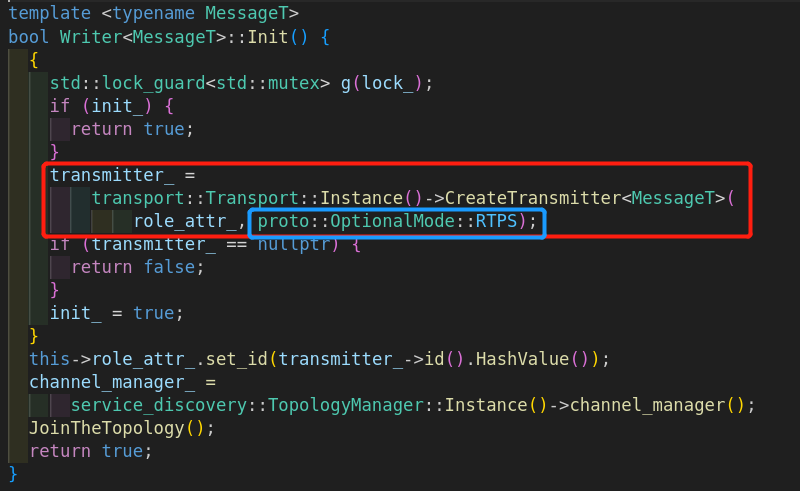 template <typename MessageT>
bool Writer<MessageT>::Init() {
  {
    std::lock_guard<std::mutex> g(lock_);
    if (init_) {
      return true;
    }
    transmitter_ =
        transport::Transport::Instance()->CreateTransmitter<MessageT>(
            role_attr_, proto::OptionalMode::RTPS);
    if (transmitter_ == nullptr) {
      return false;
    }
    init_ = true;
  }
  this->role_attr_.set_id(transmitter_->id().HashValue());
  channel_manager_ =
      service_discovery::TopologyManager::Instance()->channel_manager();
  JoinTheTopology();
  return true;
}